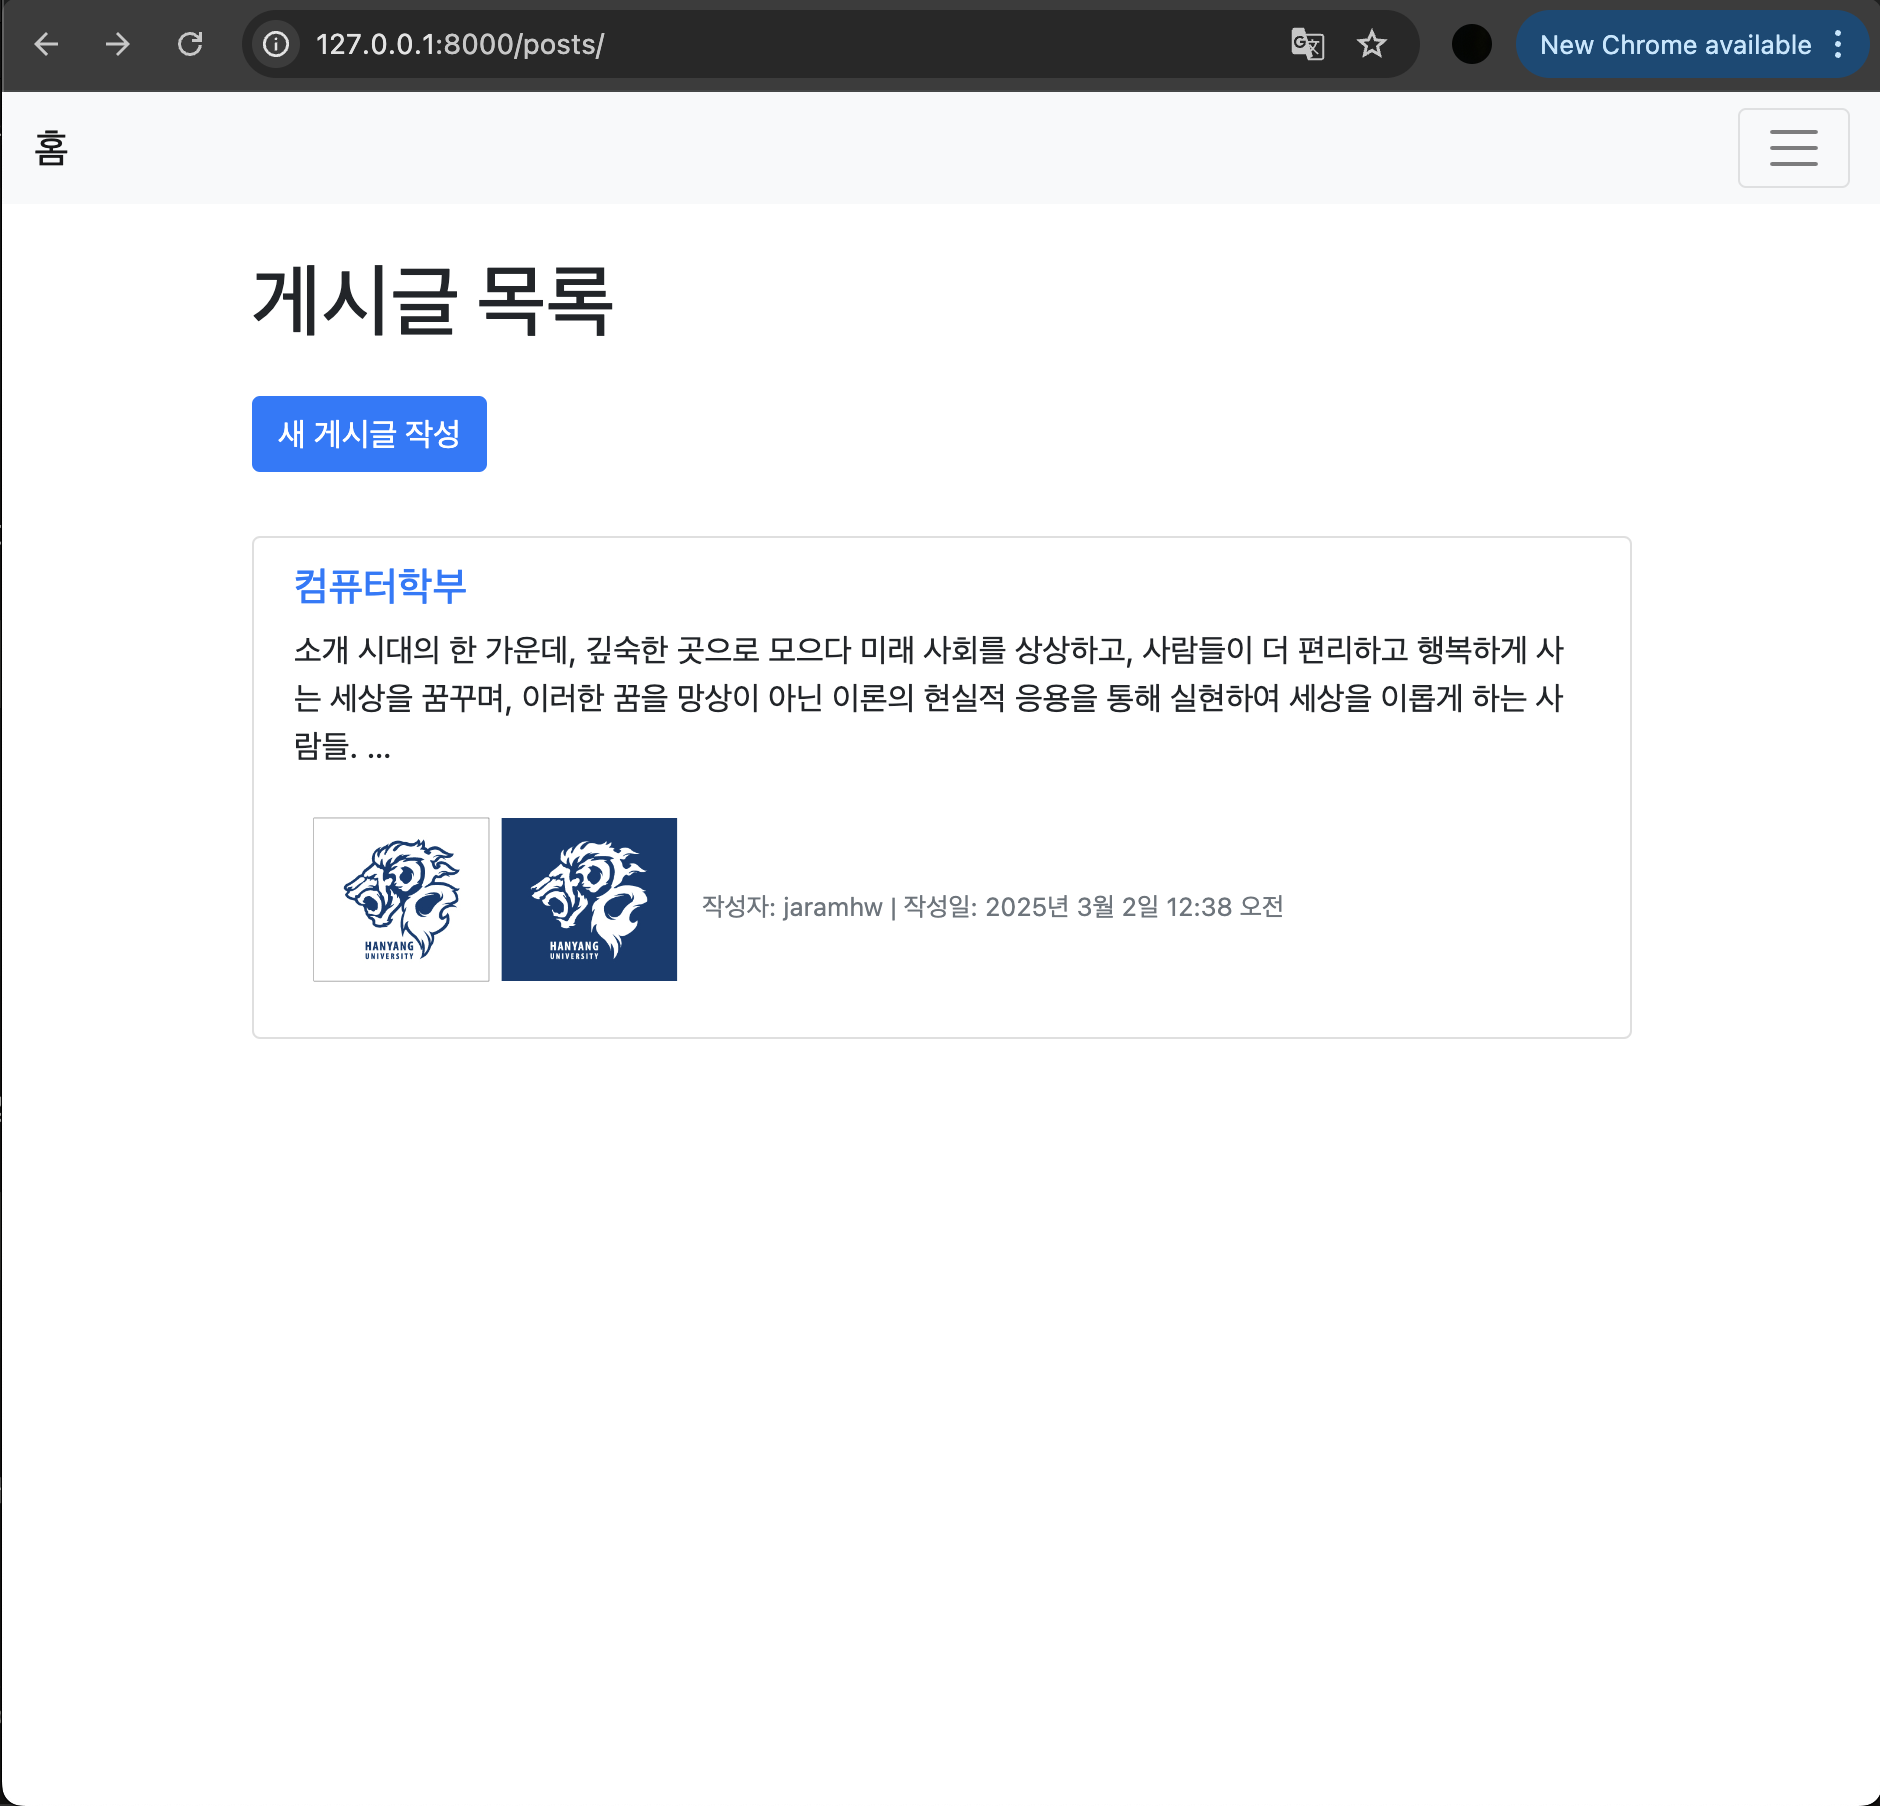 127.0.0.1:8000/posts/
New Chrome available
홈
게시글 목록
새 게시글 작성
컴퓨터학부
소개 시대의 한 가운데, 깊숙한 곳으로 모으다 미래 사회를 상상하고, 사람들이 더 편리하고 행복하게 사
는 세상을 꿈꾸며, 이러한 꿈을 망상이 아닌 이론의 현실적 응용을 통해 실현하여 세상을 이롭게 하는 사
람들. …
HANYANG
UNIVERSITY
HANYANG
UNIVERSITY
작성자: jaramhw | 작성일: 2025년 3월 2일 12:38 오전